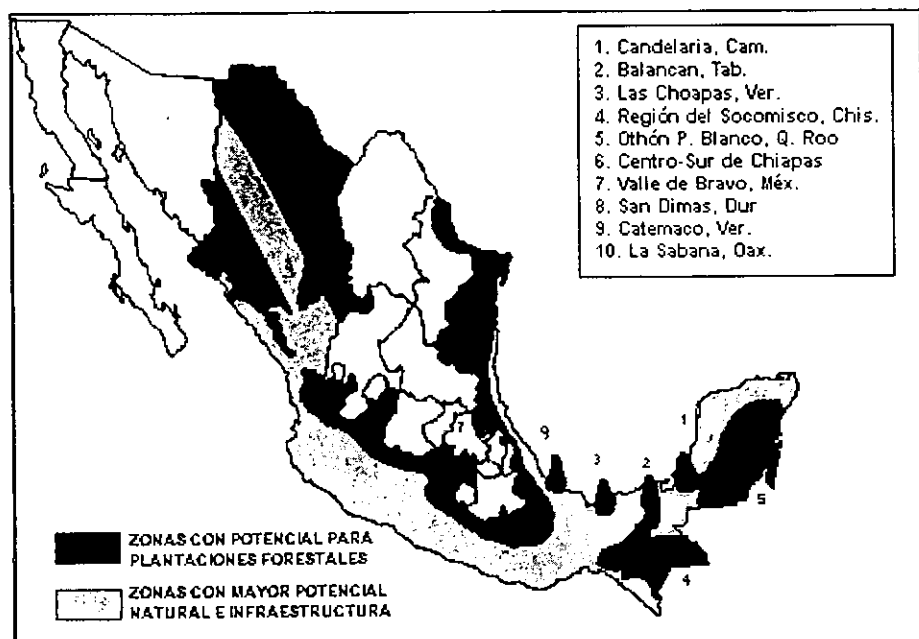 1. Candelaria, Cam.
2. Balancan, Tab.
3. Las Choapas, Ver.
4. Región del Socomisco, Chis.
5. Othón P. Blanco, Q. Roo
6. Centro-Sur de Chiapas
7. Valle de Bravo, Méx.
8. San Dimas, Dur
9. Catemaco, Ver.
10. La Sabana, Oax.
7
9
3
2
1
5
4
ZONAS CON POTENCIAL PARA
PLANTACIONES FORESTALES
ZONAS CON MAYOR POTENCIAL
NATURAL E INFRAESTRUCTURA